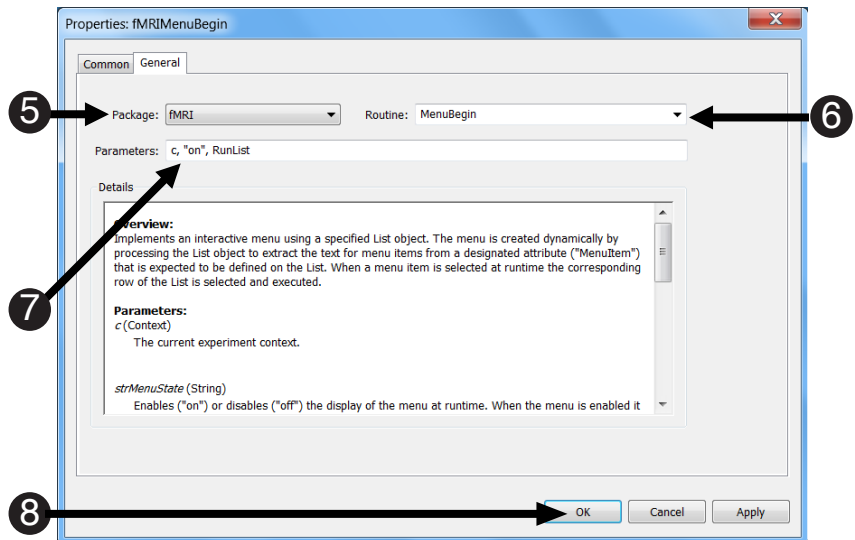 Properties: fMRIMenuBegin
X
Common General
5 Package: fMRI Routine: MenuBegin 6
Parameters: c, "on", RunList
Details
Overview:
Implements an interactive menu using a specified List object. The menu is created dynamically by
processing the List object to extract the text for menu items from a designated attribute ("MenuItem")
that is expected to be defined on the List. When a menu item is selected at runtime the corresponding
row of the List is selected and executed.
7
Parameters:
c (Context)
The current experiment context.
strMenuState (String)
Enables ("on") or disables ("off") the display of the menu at runtime. When the menu is enabled it
8 OK Cancel Apply